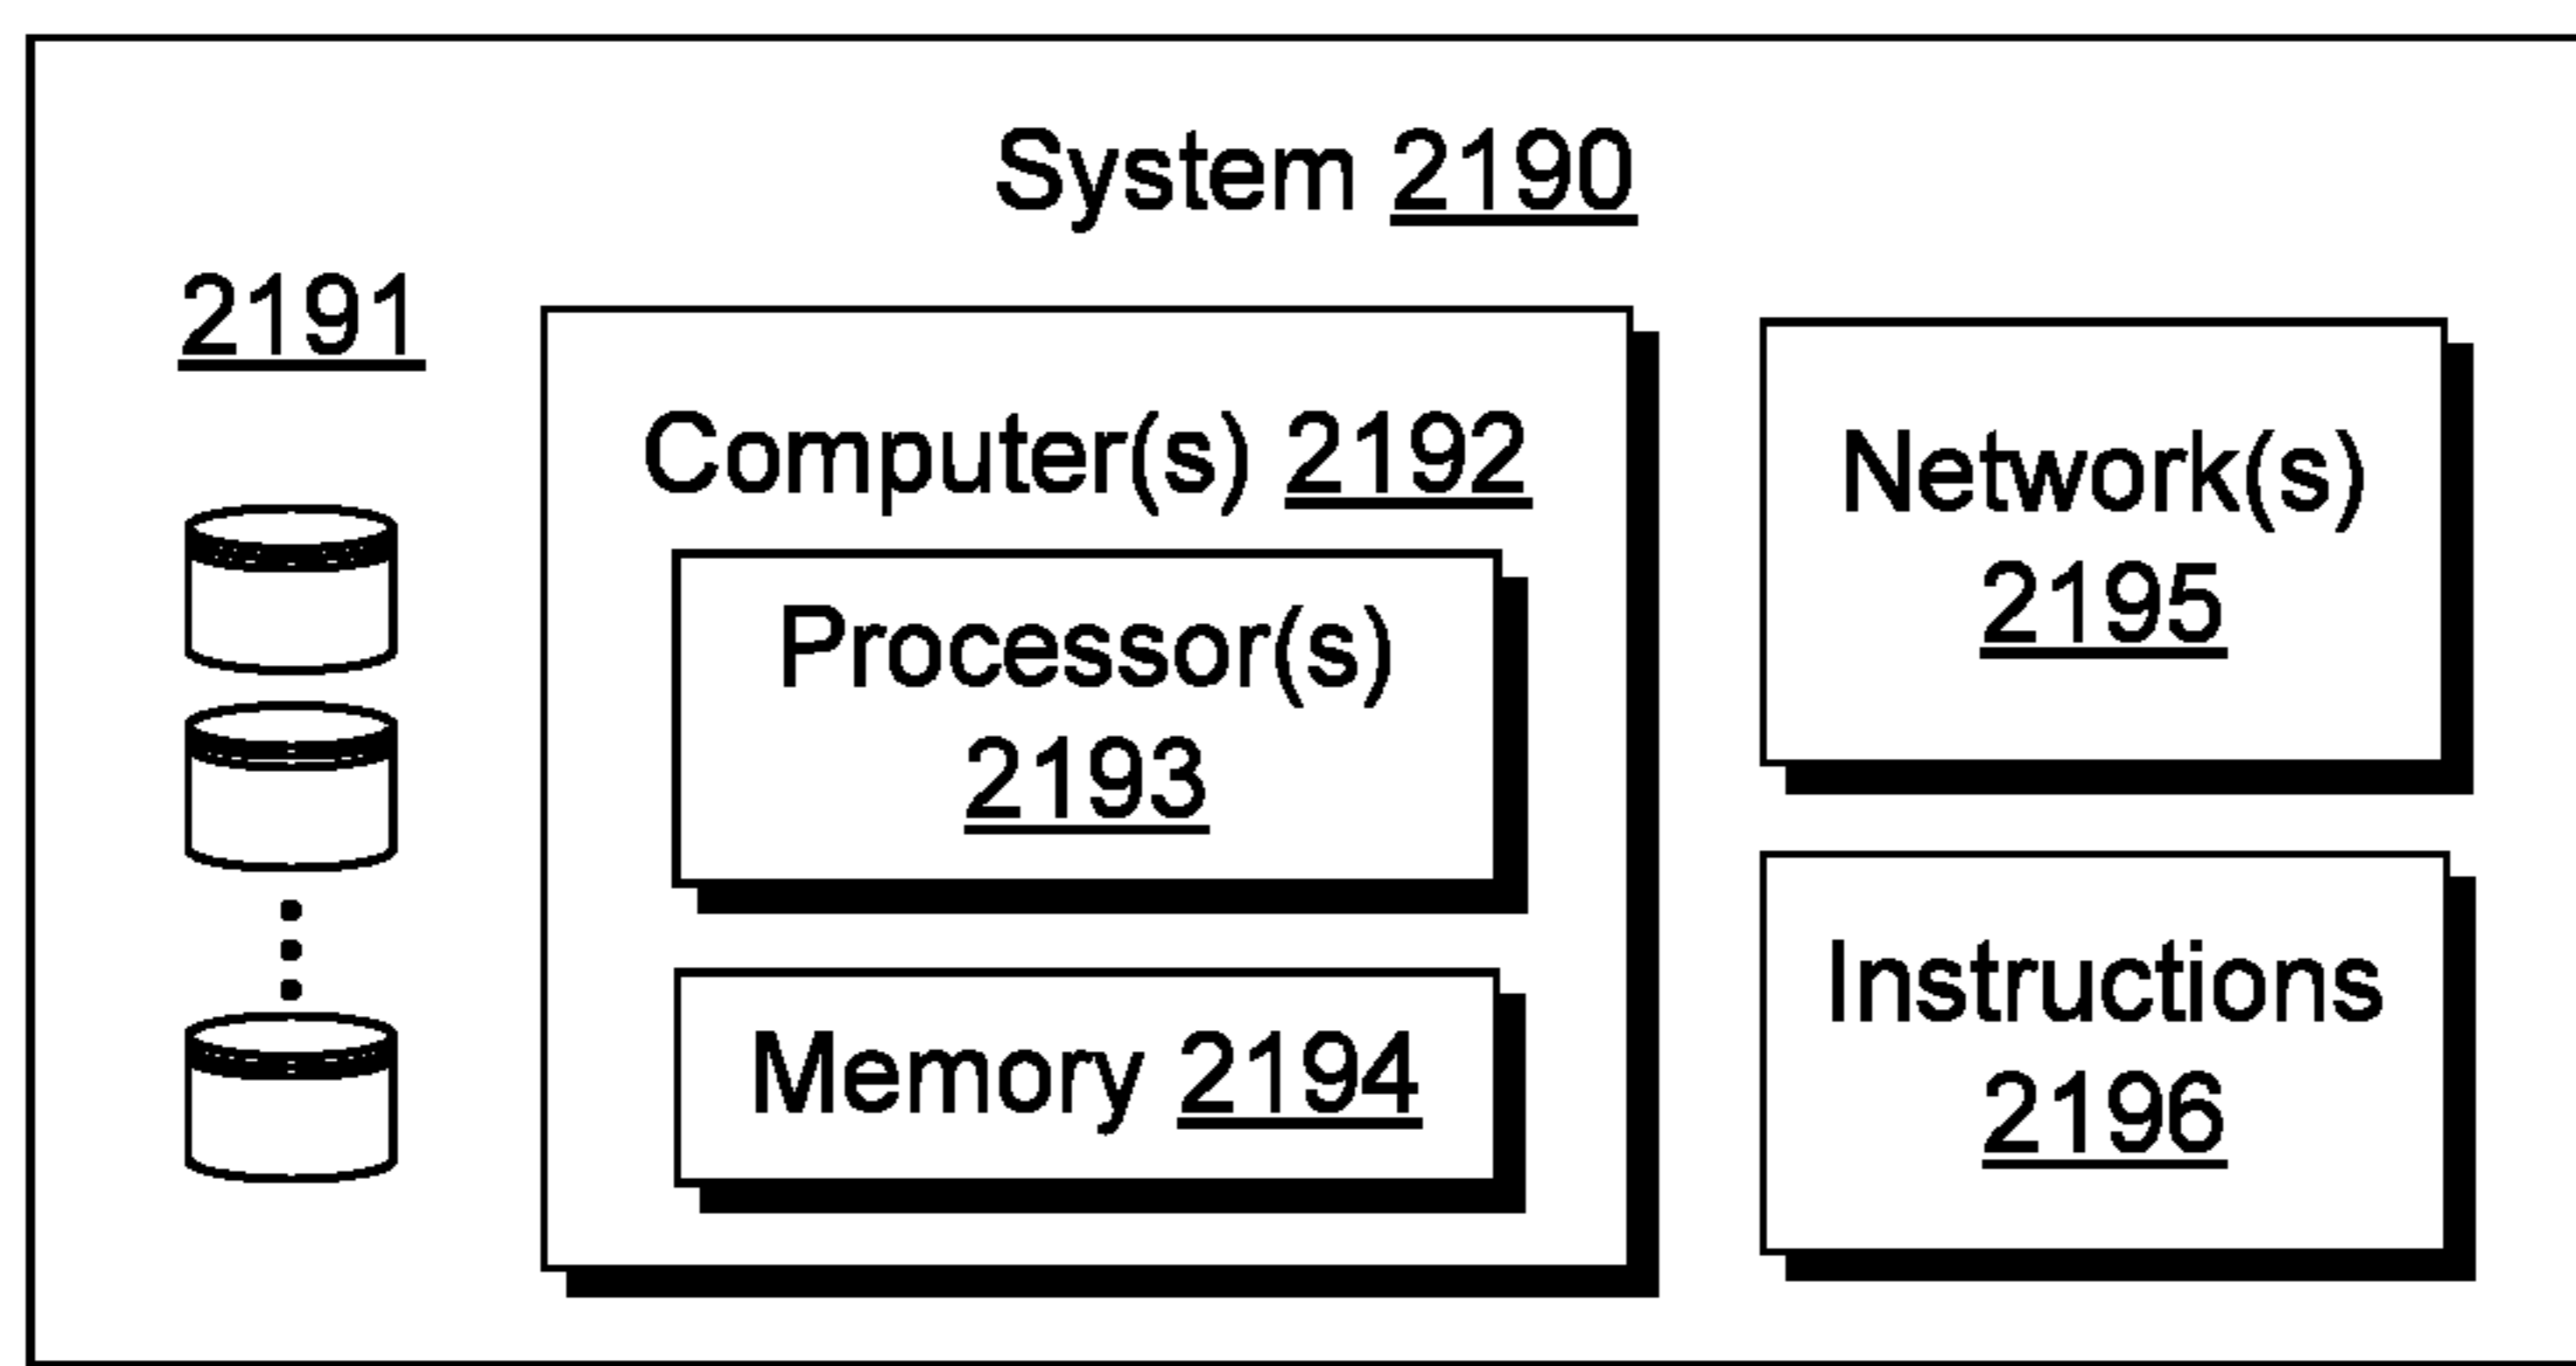 System 2190
2191
Computer(s) 2192
Processor(s)
2193
Memory 2194
Network(s)
2195
Instructions
2196